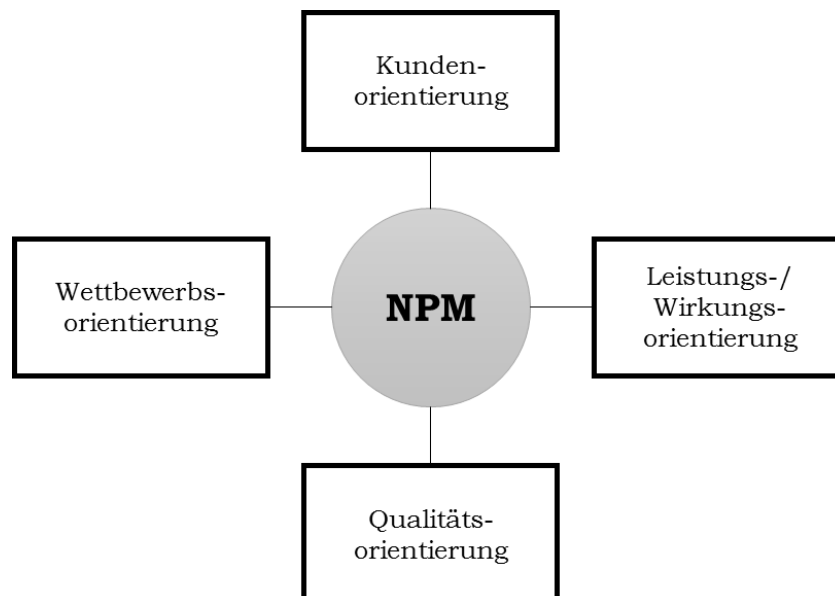 Kunden-
orientierung
Wettbewerbs-
orientierung
NPM
Leistungs-/
Wirkungs-
orientierung
Qualitäts-
orientierung